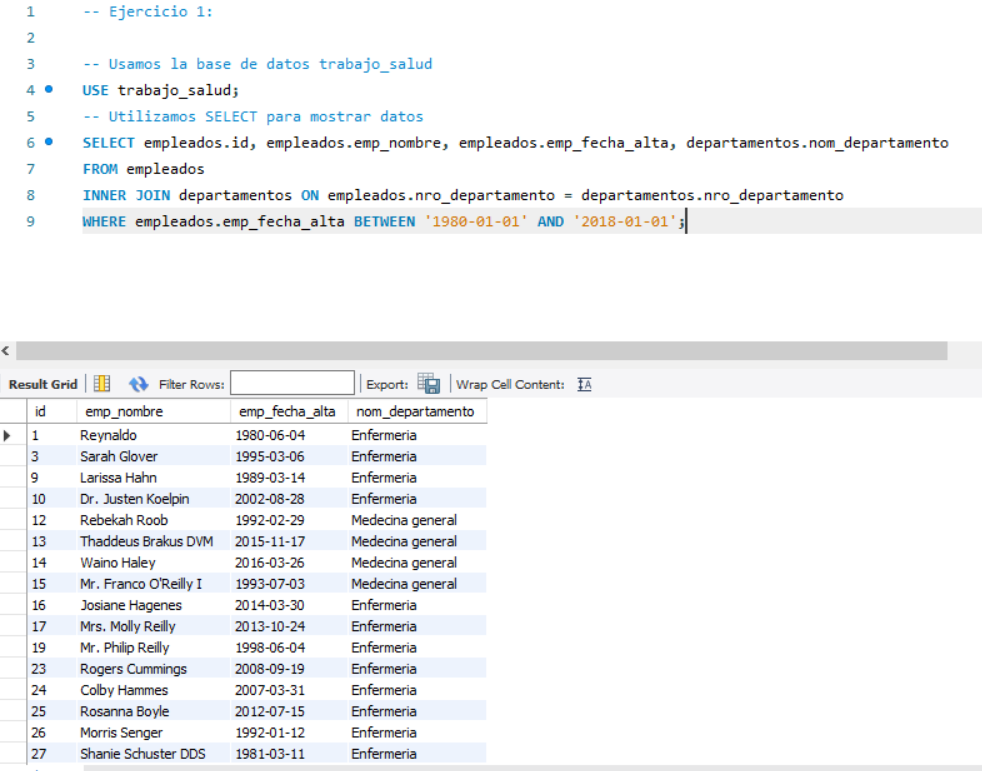 1 -- Ejercicio 1:
2
3 -- Usamos la base de datos trabajo_salud
4 USE trabajo_salud;
5 -- Utilizamos SELECT para mostrar datos
6 SELECT empleados.id, empleados.emp_nombre, empleados.emp_fecha_alta, departamentos.nom_departamento
7 FROM empleados
8 INNER JOIN departamentos ON empleados.nro_departamento = departamentos.nro_departamento
9 WHERE empleados.emp_fecha_alta BETWEEN '1980-01-01' AND '2018-01-01';
Result Grid Filter Rows: Export: Wrap Cell Content: IA
id emp_nombre emp_fecha_alta nom_departamento
1 Reynaldo 1980-06-04 Enfermeria
3 Sarah Glover 1995-03-06 Enfermeria
9 Larissa Hahn 1989-03-14 Enfermeria
10 Dr. Justen Koelpin 2002-08-28 Enfermeria
12 Rebekah Roob 1992-02-29 Medecina general
13 Thaddeus Brakus DVM 2015-11-17 Medecina general
14 Waino Haley 2016-03-26 Medecina general
15 Mr. Franco O'Reilly I 1993-07-03 Medecina general
16 Josiane Hagenes 2014-03-30 Enfermeria
17 Mrs. Molly Reilly 2013-10-24 Enfermeria
19 Mr. Philip Reilly 1998-06-04 Enfermeria
23 Rogers Cummings 2008-09-19 Enfermeria
24 Colby Hammes 2007-03-31 Enfermeria
25 Rosanna Boyle 2012-07-15 Enfermeria
26 Morris Senger 1992-01-12 Enfermeria
27 Shanie Schuster DDS 1981-03-11 Enfermeria